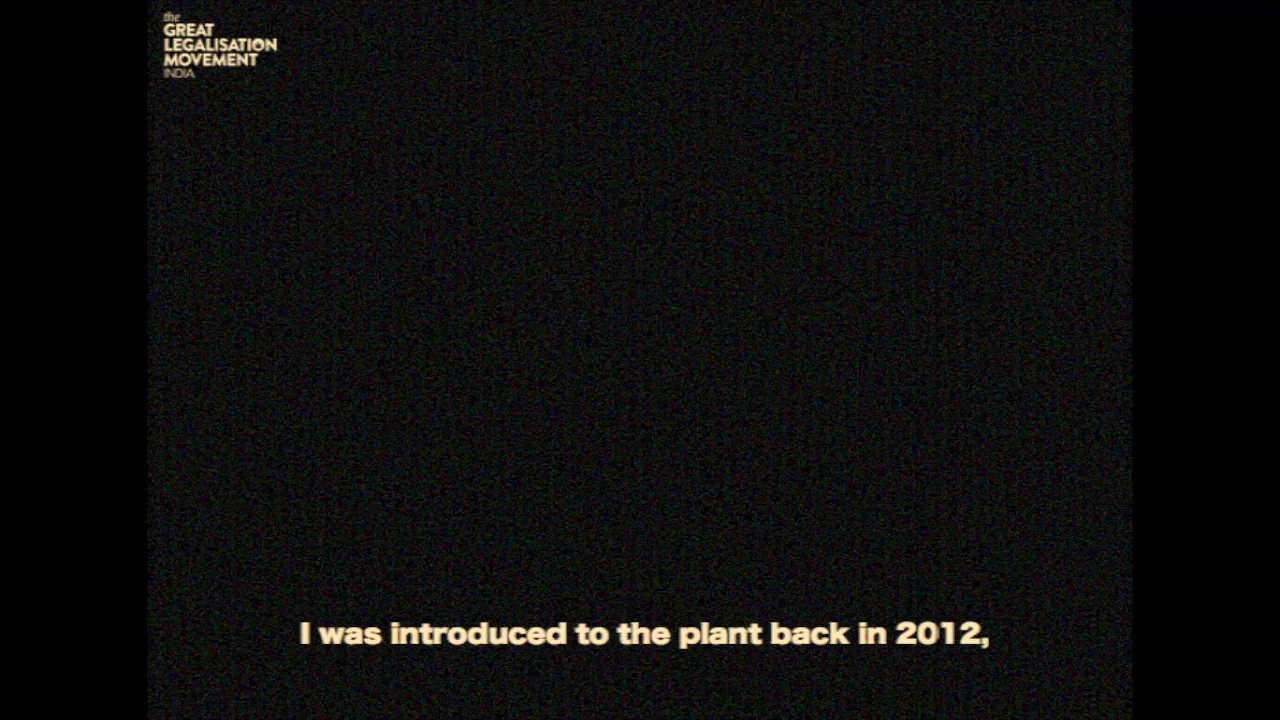 the
GREAT
LEGALISATION
MOVEMENT
INDIA
I was introduced to the plant back in 2012,